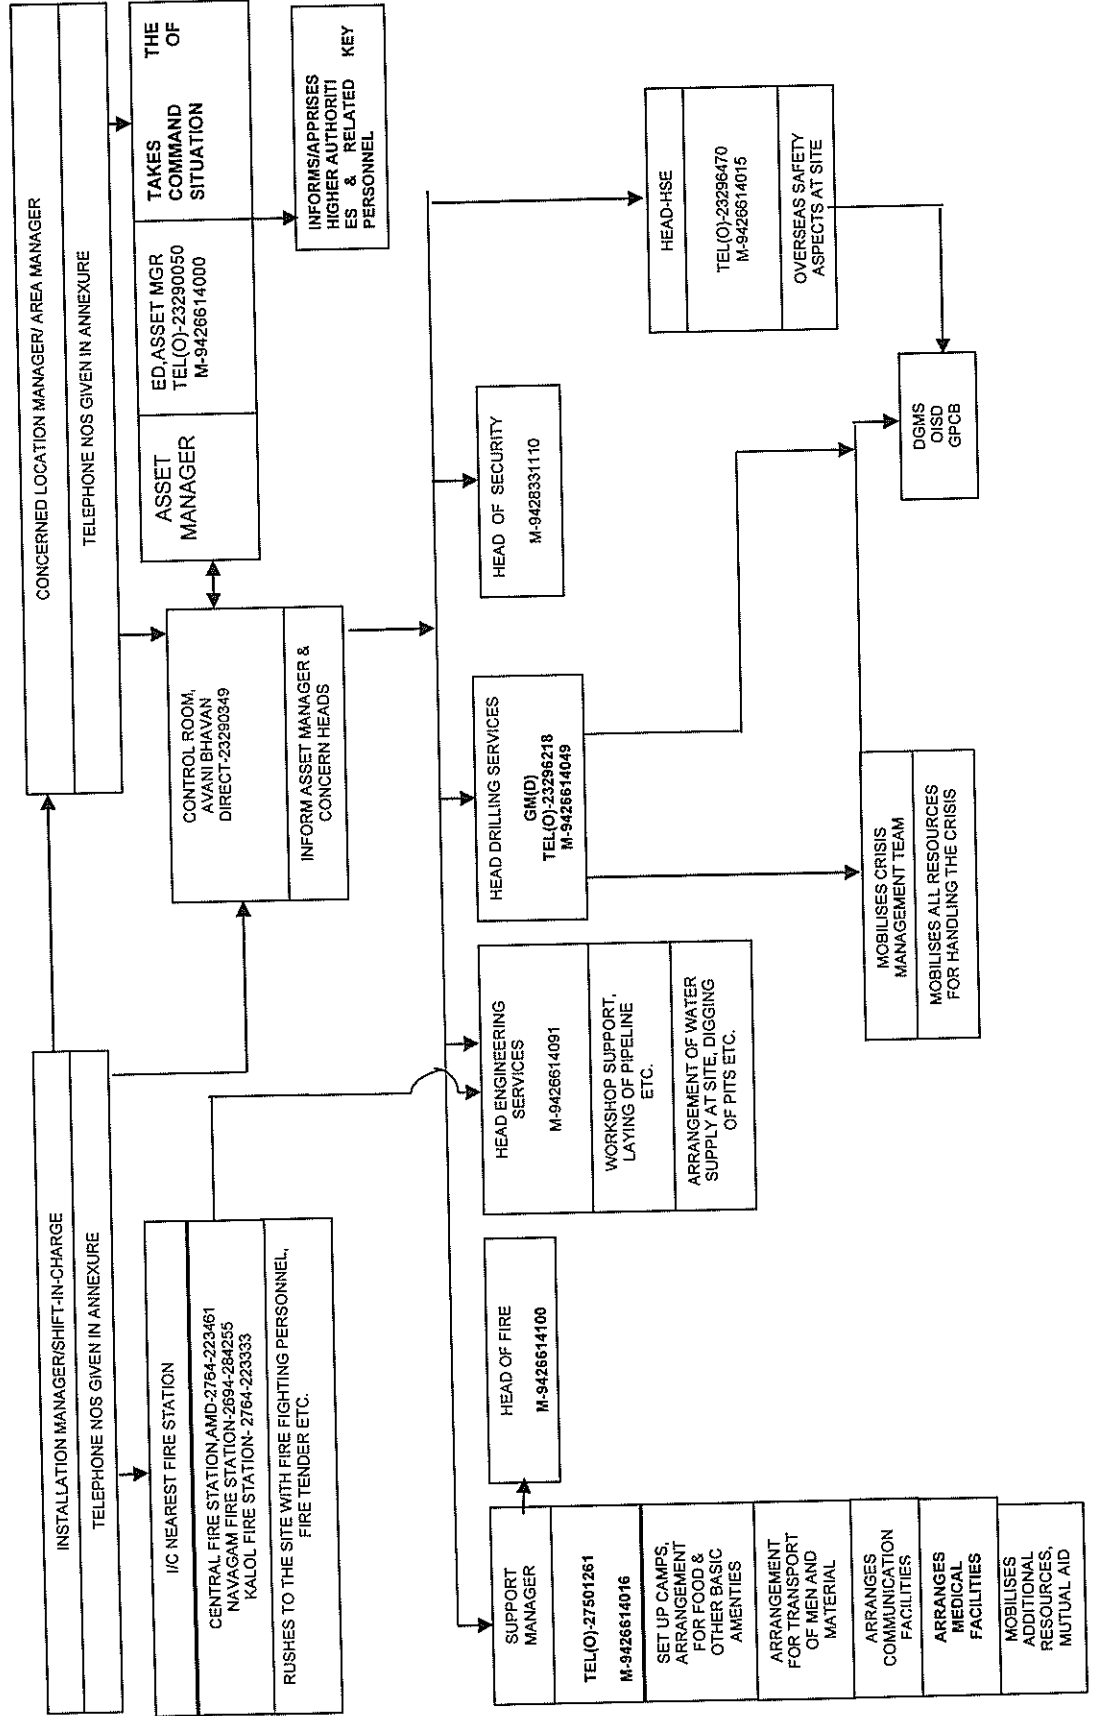 INSTALLATION MANAGER/SHIFT-IN-CHARGE
TELEPHONE NOS GIVEN IN ANNEXURE
CONCERNED LOCATION MANAGER/ AREA MANAGER
TELEPHONE NOS GIVEN IN ANNEXURE
I/C NEAREST FIRE STATION
CENTRAL FIRE STATION,AMD-2764-223461
NAVAGAM FIRE STATION-2694-284255
KALOL FIRE STATION- 2764-223333
RUSHES TO THE SITE WITH FIRE FIGHTING PERSONNEL,
FIRE TENDER ETC.
CONTROL ROOM,
AVANI BHAVAN
DIRECT-23290349
INFORM ASSET MANAGER &
CONCERN HEADS
ASSET
MANAGER
ED,ASSET MGR
TEL(O)-23290050
M-9426614000
TAKES THE
COMMAND OF
SITUATION
INFORMS/APPRISES
HIGHER AUTHORITI
ES & RELATED KEY
PERSONNEL
SUPPORT
MANAGER
TEL(O)-27501261
M-9426614016
SET UP CAMPS,
ARRANGEMENT
FOR FOOD &
OTHER BASIC
AMENTIES
ARRANGEMENT
FOR TRANSPORT
OF MEN AND
MATERIAL
ARRANGES
COMMUNICATION
FACILITIES
ARRANGES
MEDICAL
FACILITIES
MOBILISES
ADDITIONAL
RESOURCES,
MUTUAL AID
HEAD OF FIRE
M-9426614100
HEAD ENGINEERING
SERVICES
M-9426614091
WORKSHOP SUPPORT,
LAYING OF PIPELINE
ETC.
ARRANGEMENT OF WATER
SUPPLY AT SITE, DIGGING
OF PITS ETC.
HEAD DRILLING SERVICES
GM(D)
TEL(O)-23296218
M-9426614049
HEAD OF SECURITY
M-9428331110
HEAD-HSE
TEL(O)-23296470
M-9426614015
OVERSEAS SAFETY
ASPECTS AT SITE
MOBILISES CRISIS
MANAGEMENT TEAM
MOBILISES ALL RESOURCES
FOR HANDLING THE CRISIS
DGMS
OISD
GPCB